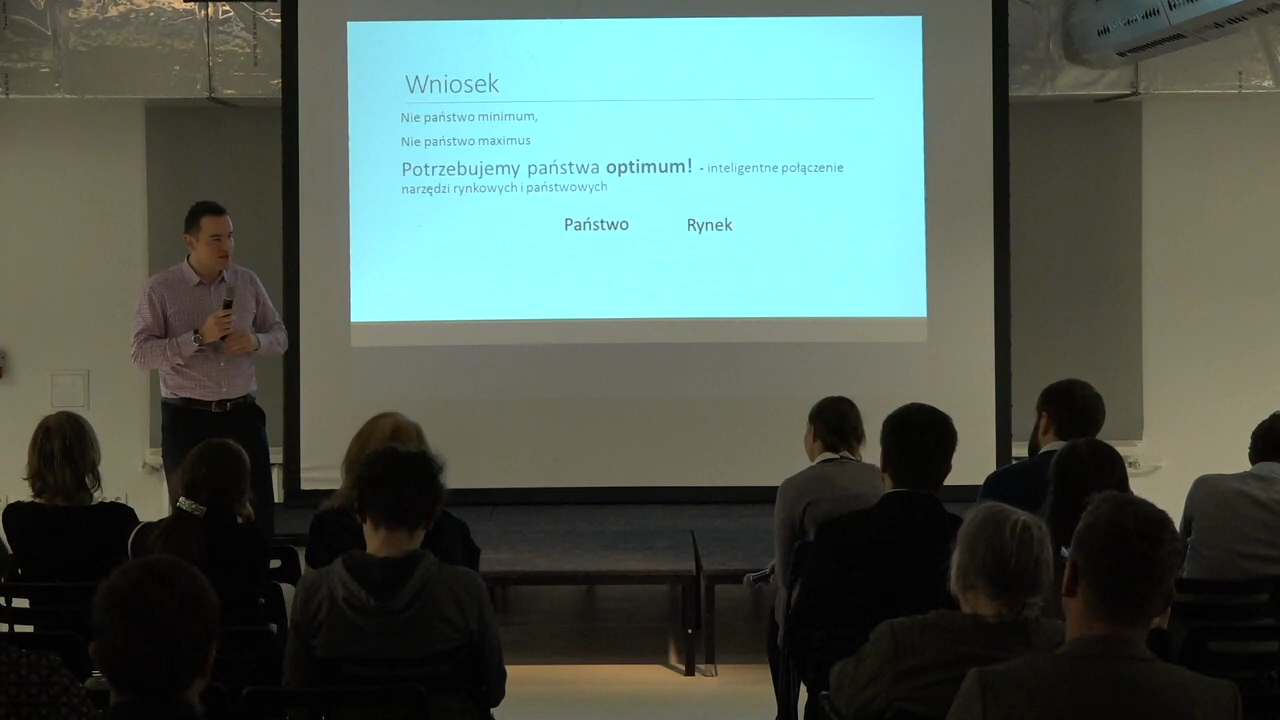 Wniosek
Nie państwo minimum,
Nie państwo maximus
Potrzebujemy państwa optimum! - inteligentne połączenie
narzędzi rynkowych i państwowych
Państwo Rynek